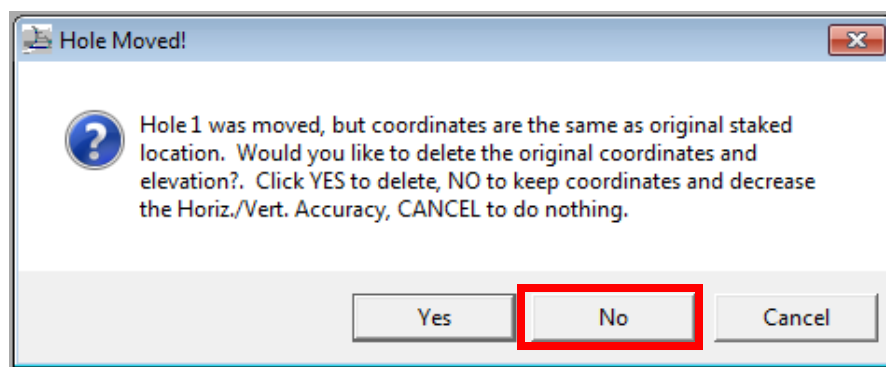 Hole Moved!
Hole 1 was moved, but coordinates are the same as original staked
location. Would you like to delete the original coordinates and
elevation?. Click YES to delete, NO to keep coordinates and decrease
the Horiz./Vert. Accuracy, CANCEL to do nothing.
Yes No Cancel